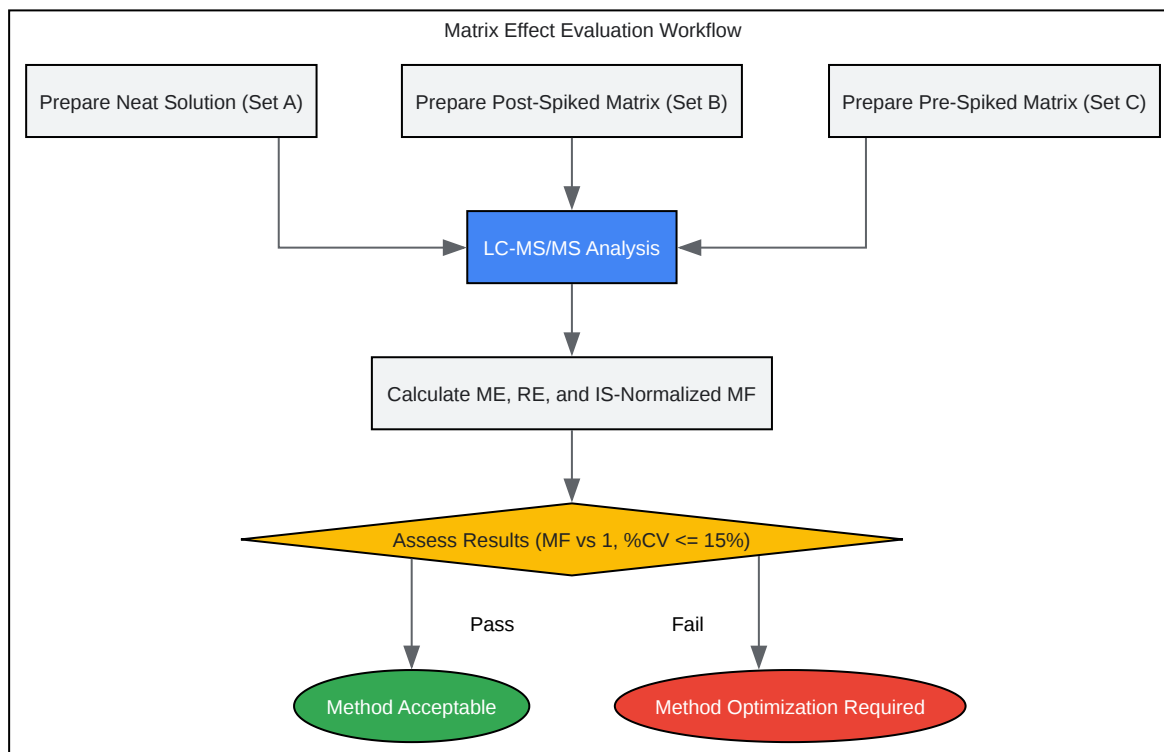 Matrix Effect Evaluation Workflow
Prepare Neat Solution (Set A)
Prepare Post-Spiked Matrix (Set B)
Prepare Pre-Spiked Matrix (Set C)
LC-MS/MS Analysis
Calculate ME, RE, and IS-Normalized MF
Assess Results (MF vs 1, %CV <= 15%)
Pass
Fail
Method Acceptable
Method Optimization Required